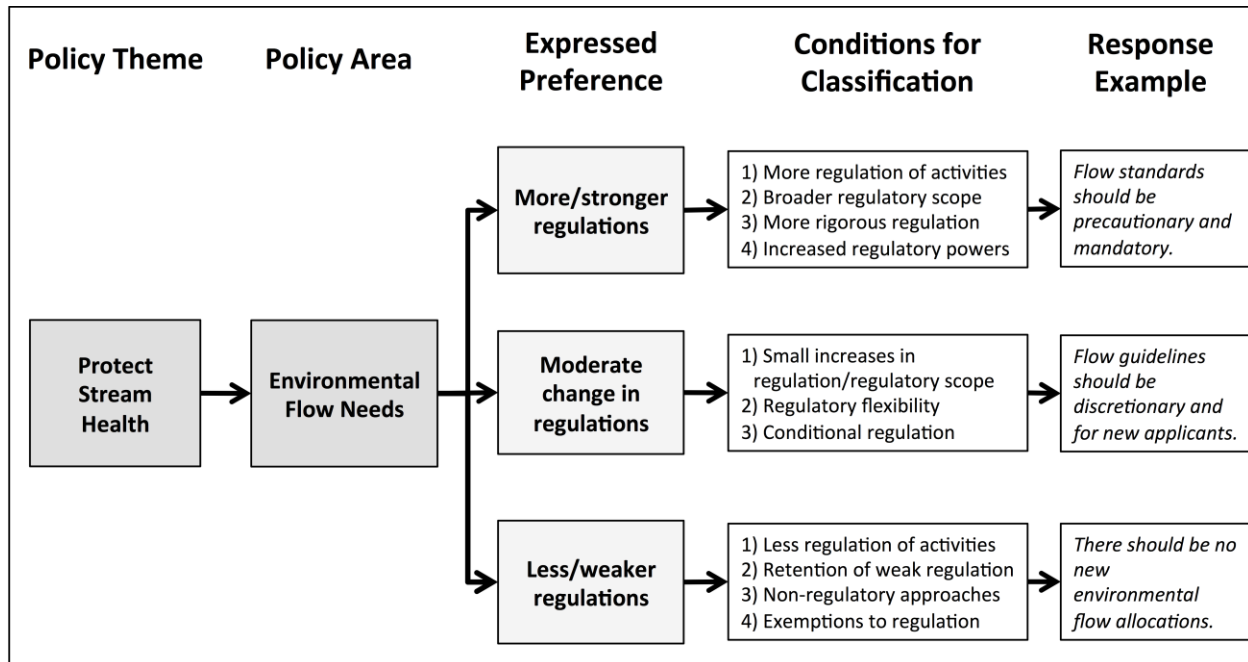 Policy Theme
Policy Area
Expressed
Preference
Conditions for
Classification
Response
Example
Protect
Stream
Health
Environmental
Flow Needs
More/stronger
regulations
1) More regulation of activities
2) Broader regulatory scope
3) More rigorous regulation
4) Increased regulatory powers
Flow standards
should be
precautionary and
mandatory.
Moderate
change in
regulations
1) Small increases in
regulation/regulatory scope
2) Regulatory flexibility
3) Conditional regulation
Flow guidelines
should be
discretionary and
for new applicants.
Less/weaker
regulations
1) Less regulation of activities
2) Retention of weak regulation
3) Non-regulatory approaches
4) Exemptions to regulation
There should be no
new
environmental
flow allocations.